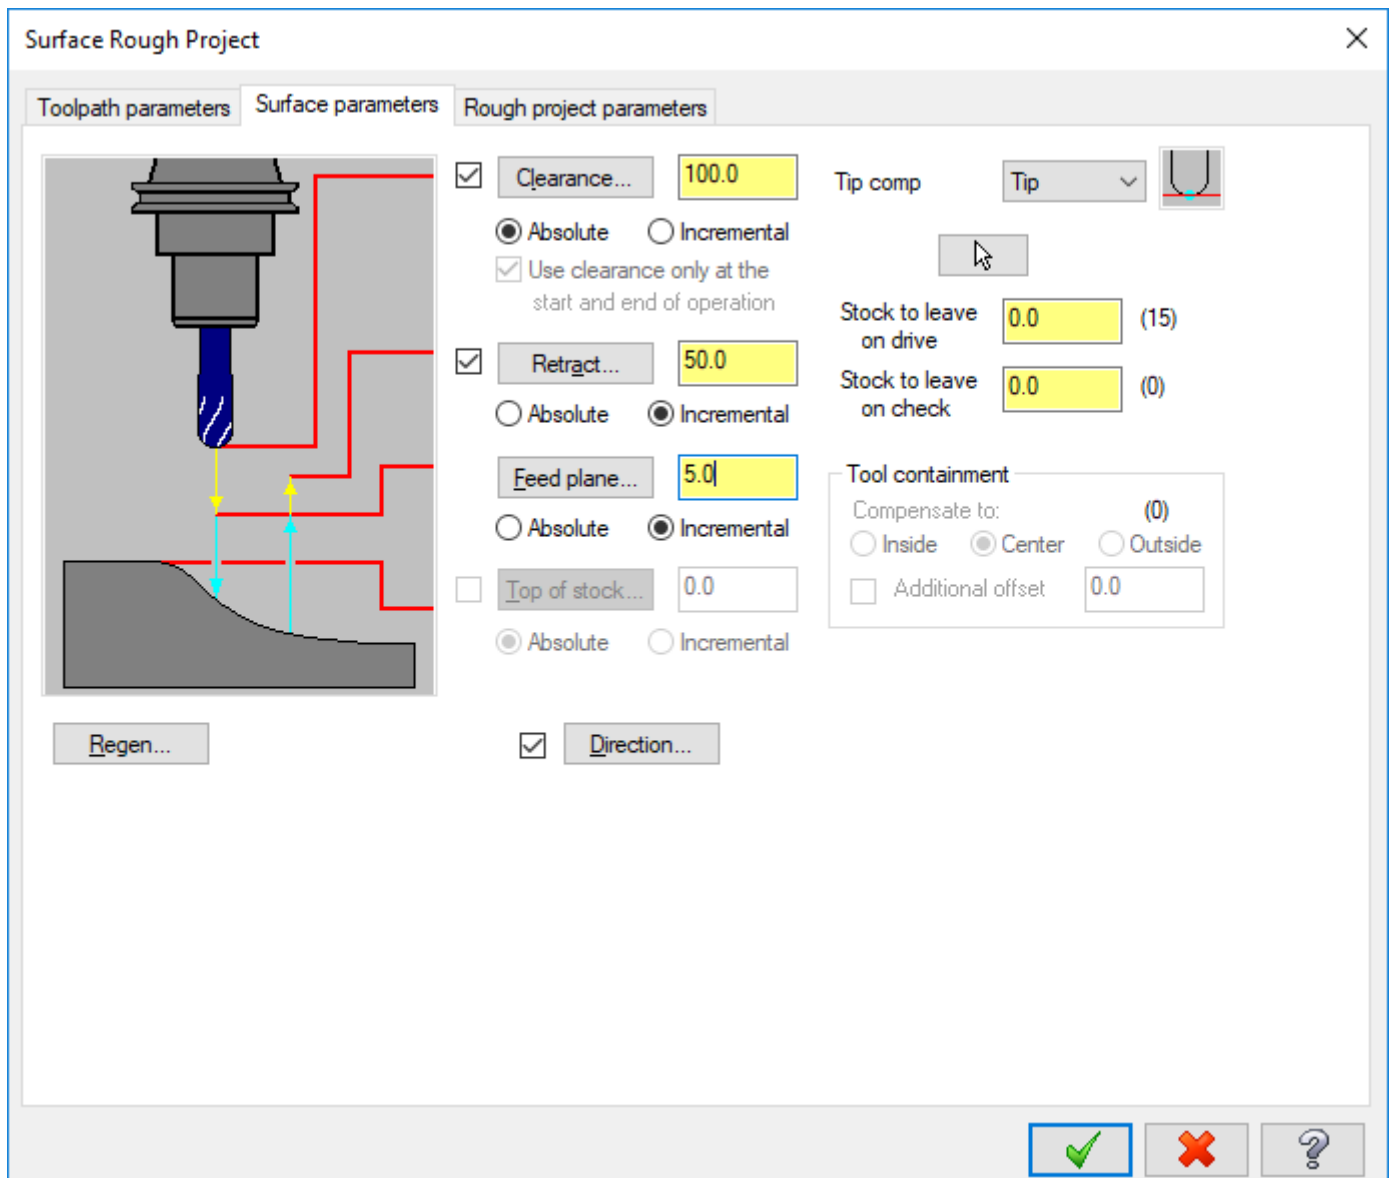 Surface Rough Project
Toolpath parameters
Surface parameters
Rough project parameters
Clearance...
100.0
Absolute
Incremental
Use clearance only at the
start and end of operation
Retract...
50.0
Absolute
Incremental
Feed plane...
5.0
Absolute
Incremental
Top of stock...
0.0
Absolute
Incremental
Tip comp
Tip
Stock to leave
on drive
0.0
(15)
Stock to leave
on check
0.0
(0)
Tool containment
Compensate to:
(0)
Inside
Center
Outside
Additional offset
0.0
Regen...
Direction...